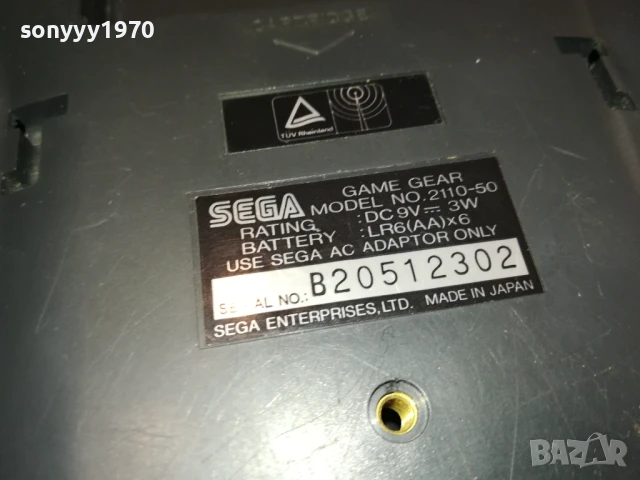 sonyyy1970
TÜV Rheinland
SEGA
GAME GEAR
MODEL NO. 2110-50
RATING :DC 9V ⎓ 3W
BATTERY :LR6(AA)x6
USE SEGA AC ADAPTOR ONLY
SERIAL NO.: B20512302
SEGA ENTERPRISES, LTD. MADE IN JAPAN
BAZAR